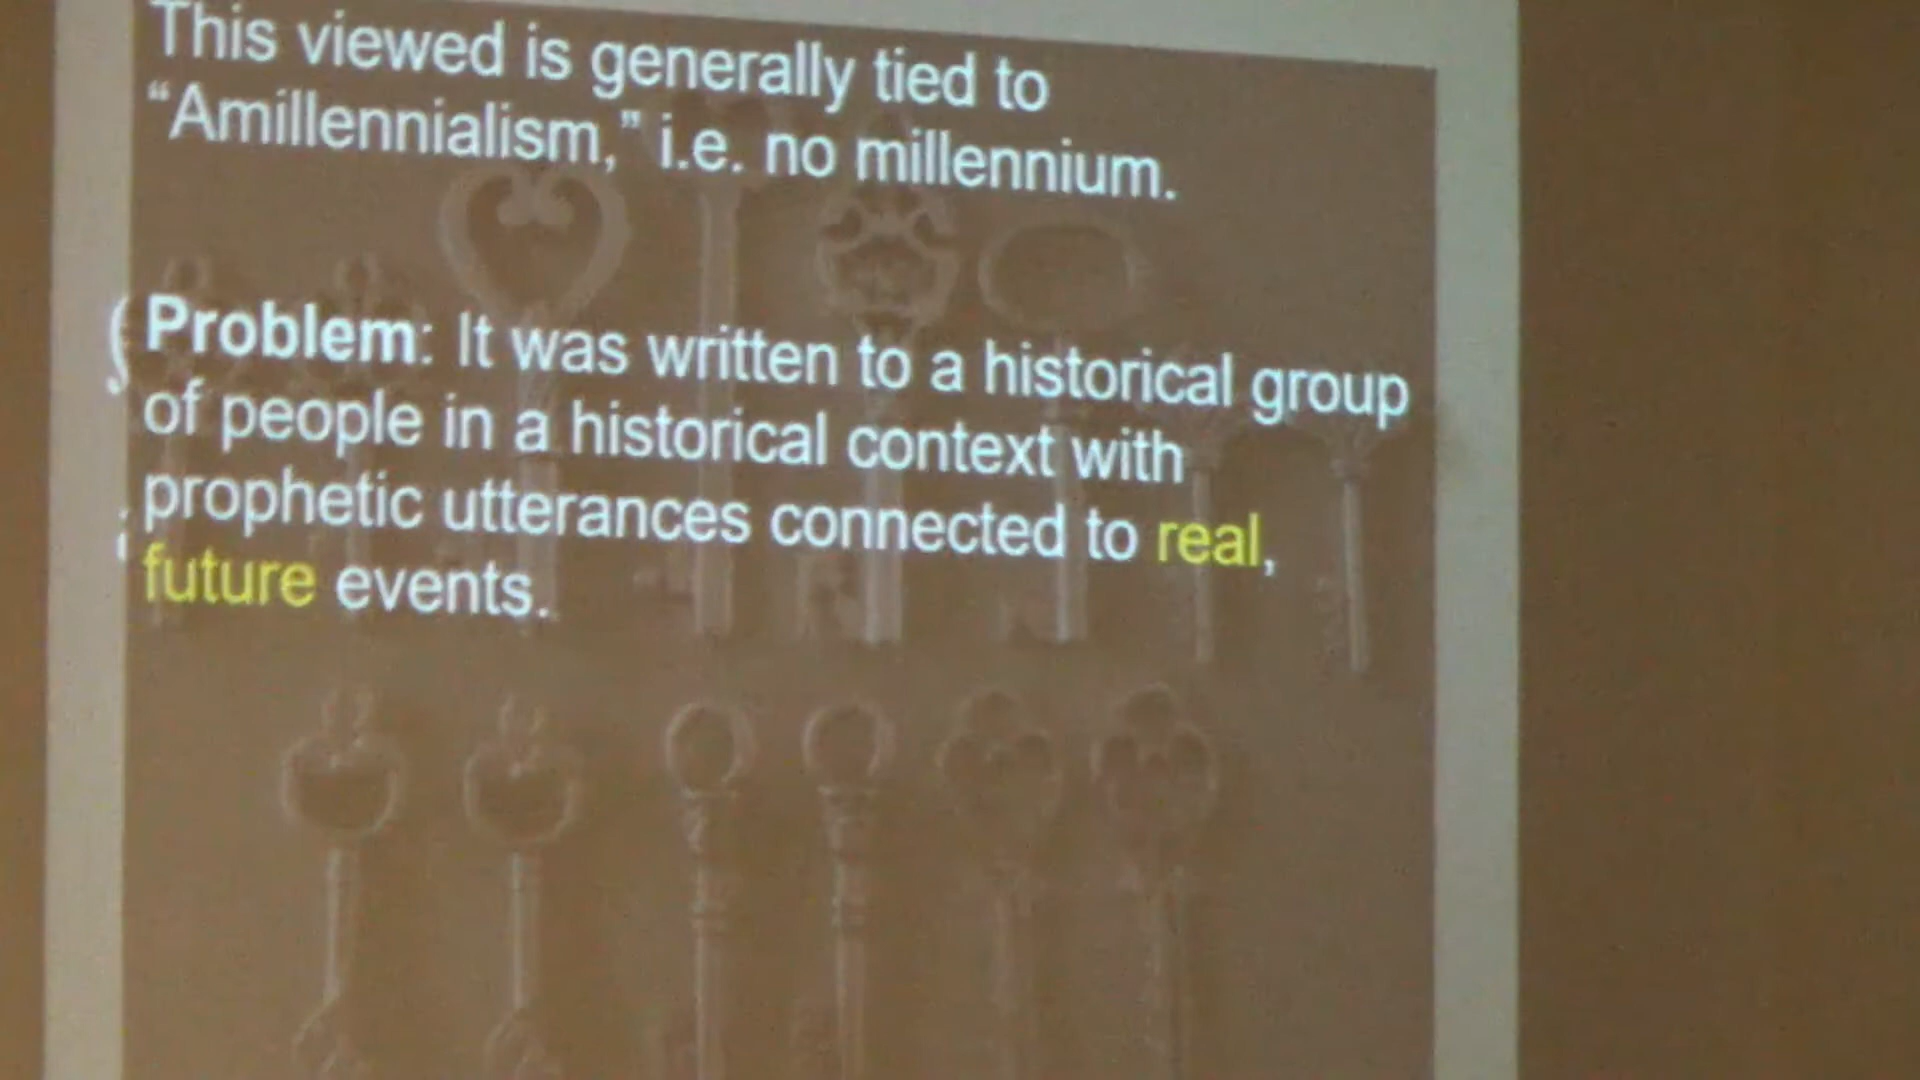 This viewed is generally tied to
“Amillennialism,” i.e. no millennium.
Problem: It was written to a historical group
of people in a historical context with
prophetic utterances connected to real,
future events.